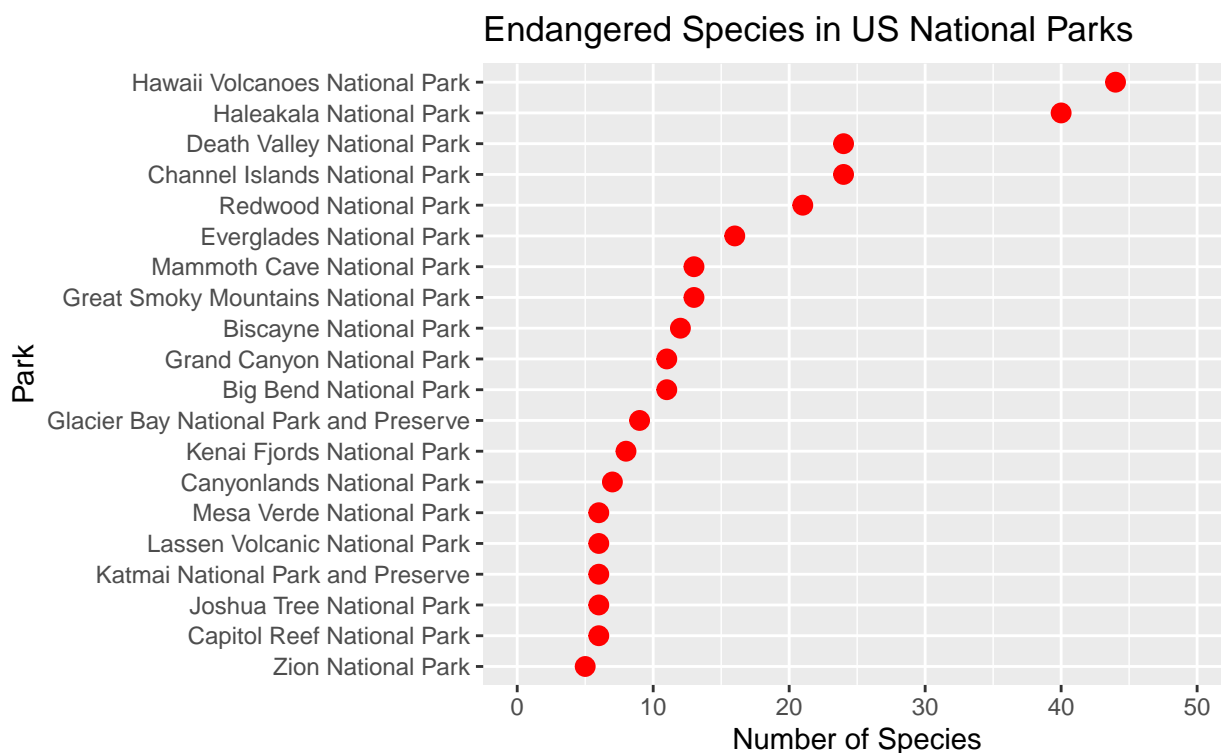 Endangered Species in US National Parks
Hawaii Volcanoes National Park
Haleakala National Park
Death Valley National Park
Channel Islands National Park
Redwood National Park
Everglades National Park
Mammoth Cave National Park
Great Smoky Mountains National Park
Biscayne National Park
Grand Canyon National Park
Big Bend National Park
Glacier Bay National Park and Preserve
Kenai Fjords National Park
Canyonlands National Park
Mesa Verde National Park
Lassen Volcanic National Park
Katmai National Park and Preserve
Joshua Tree National Park
Capitol Reef National Park
Zion National Park
Park
0 10 20 30 40 50
Number of Species